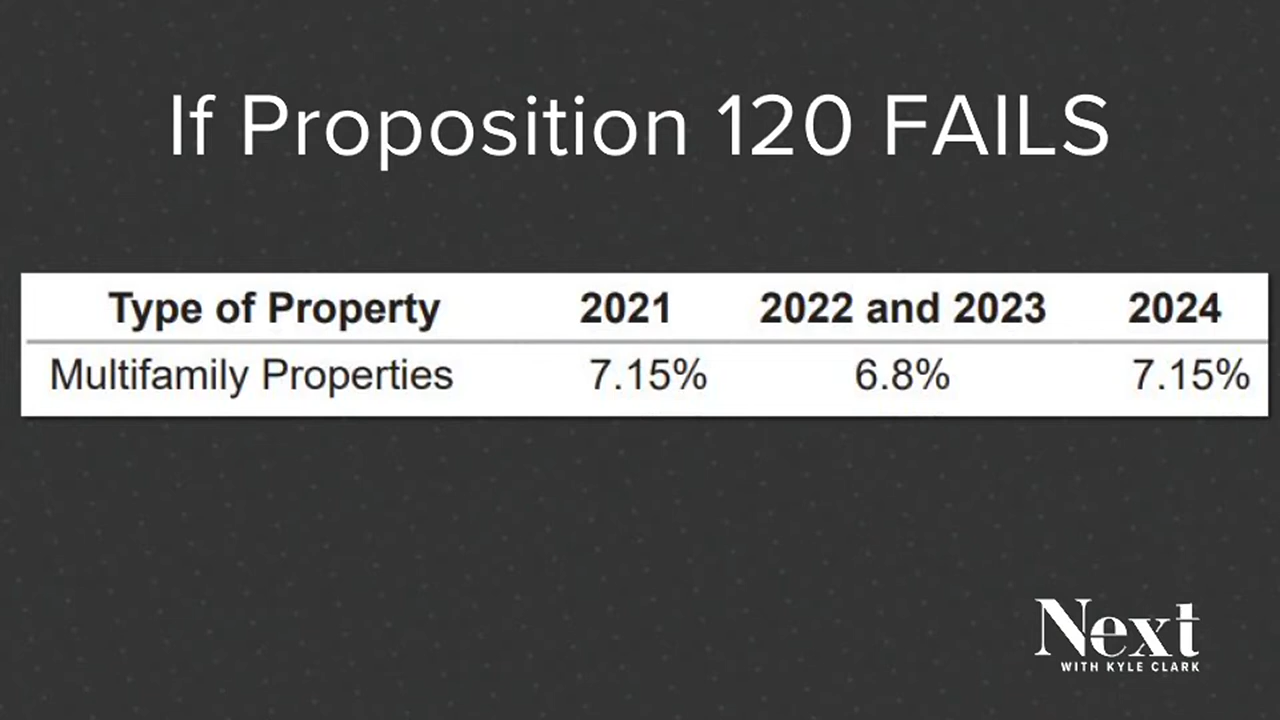 If Proposition 120 FAILS
Type of Property 2021 2022 and 2023 2024
Multifamily Properties 7.15% 6.8% 7.15%
Next
WITH KYLE CLARK